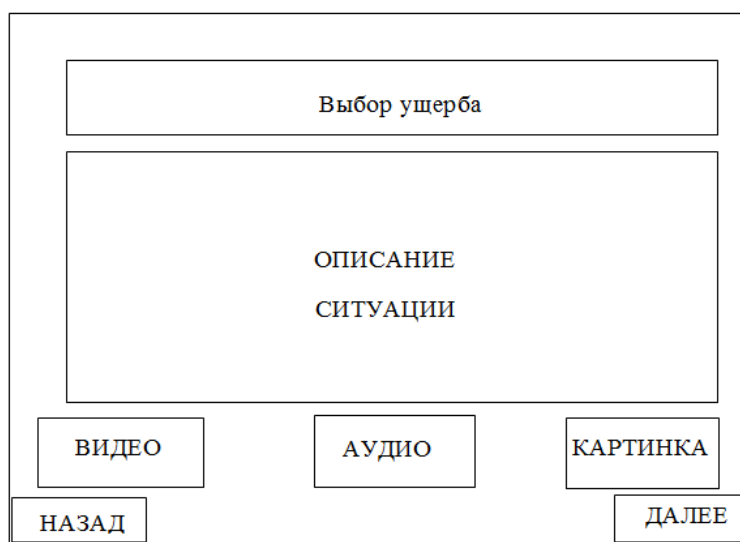 Выбор ущерба
ОПИСАНИЕ
СИТУАЦИИ
ВИДЕО
АУДИО
КАРТИНКА
НАЗАД
ДАЛЕЕ